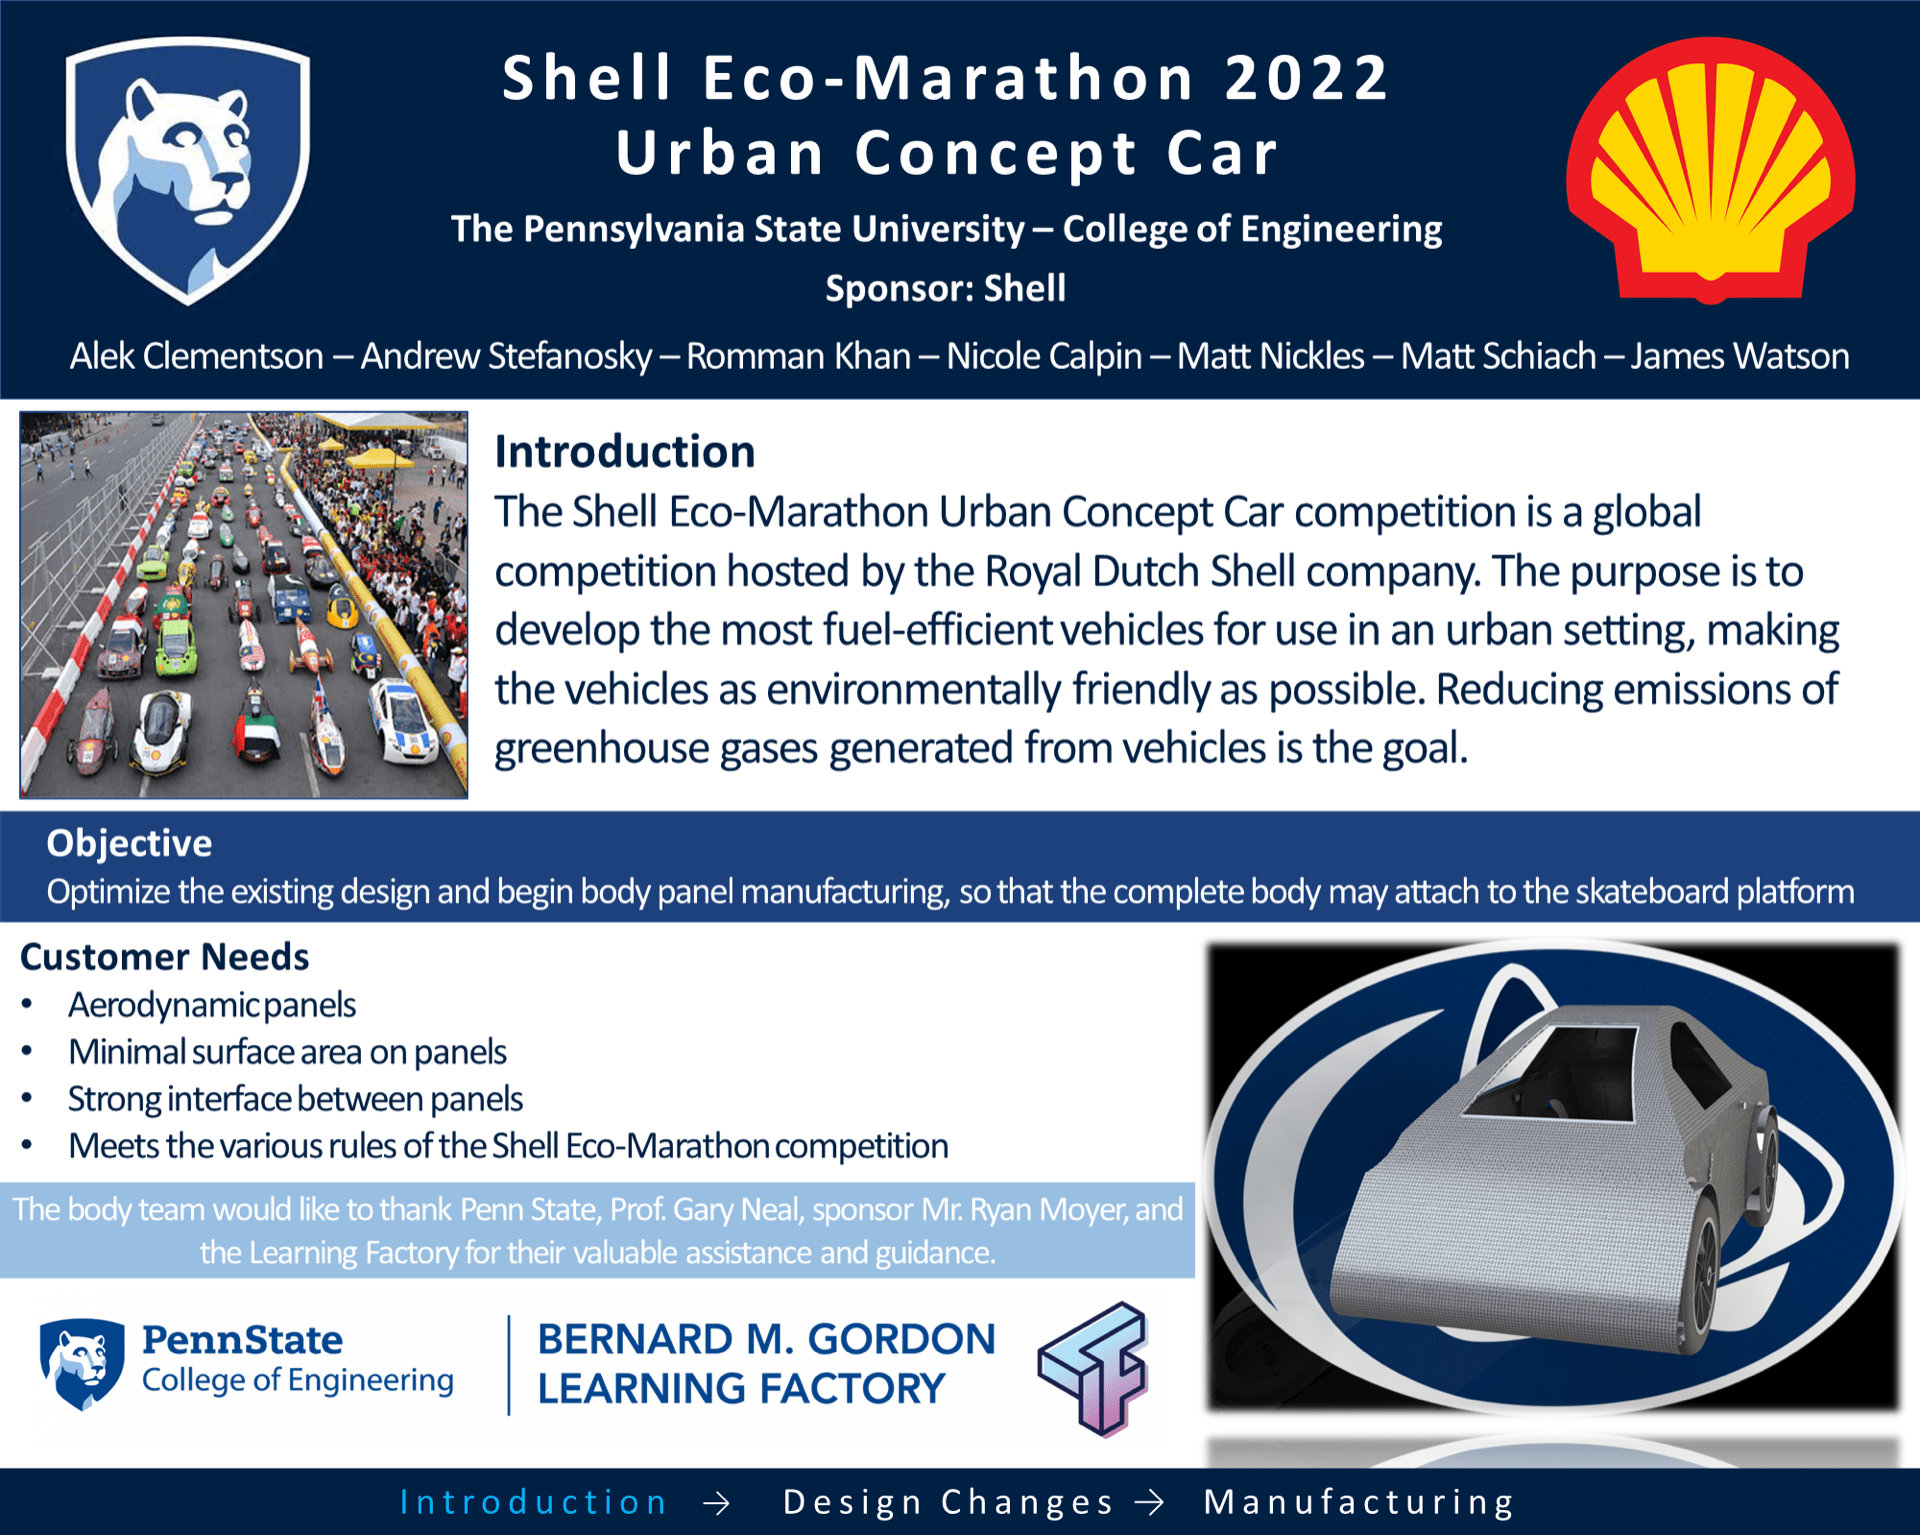 Shell Eco-Marathon 2022
Urban Concept Car
The Pennsylvania State University – College of Engineering
Sponsor: Shell
Alek Clementson – Andrew Stefanosky – Romman Khan – Nicole Calpin – Matt Nickles – Matt Schiach – James Watson
Introduction
The Shell Eco-Marathon Urban Concept Car competition is a global
competition hosted by the Royal Dutch Shell company. The purpose is to
develop the most fuel-efficient vehicles for use in an urban setting, making
the vehicles as environmentally friendly as possible. Reducing emissions of
greenhouse gases generated from vehicles is the goal.
Objective
Optimize the existing design and begin body panel manufacturing, so that the complete body may attach to the skateboard platform
Customer Needs
• Aerodynamic panels
• Minimal surface area on panels
• Strong interface between panels
• Meets the various rules of the Shell Eco-Marathon competition
The body team would like to thank Penn State, Prof. Gary Neal, sponsor Mr. Ryan Moyer, and
the Learning Factory for their valuable assistance and guidance.
PennState
College of Engineering
BERNARD M. GORDON
LEARNING FACTORY
Introduction → Design Changes → Manufacturing